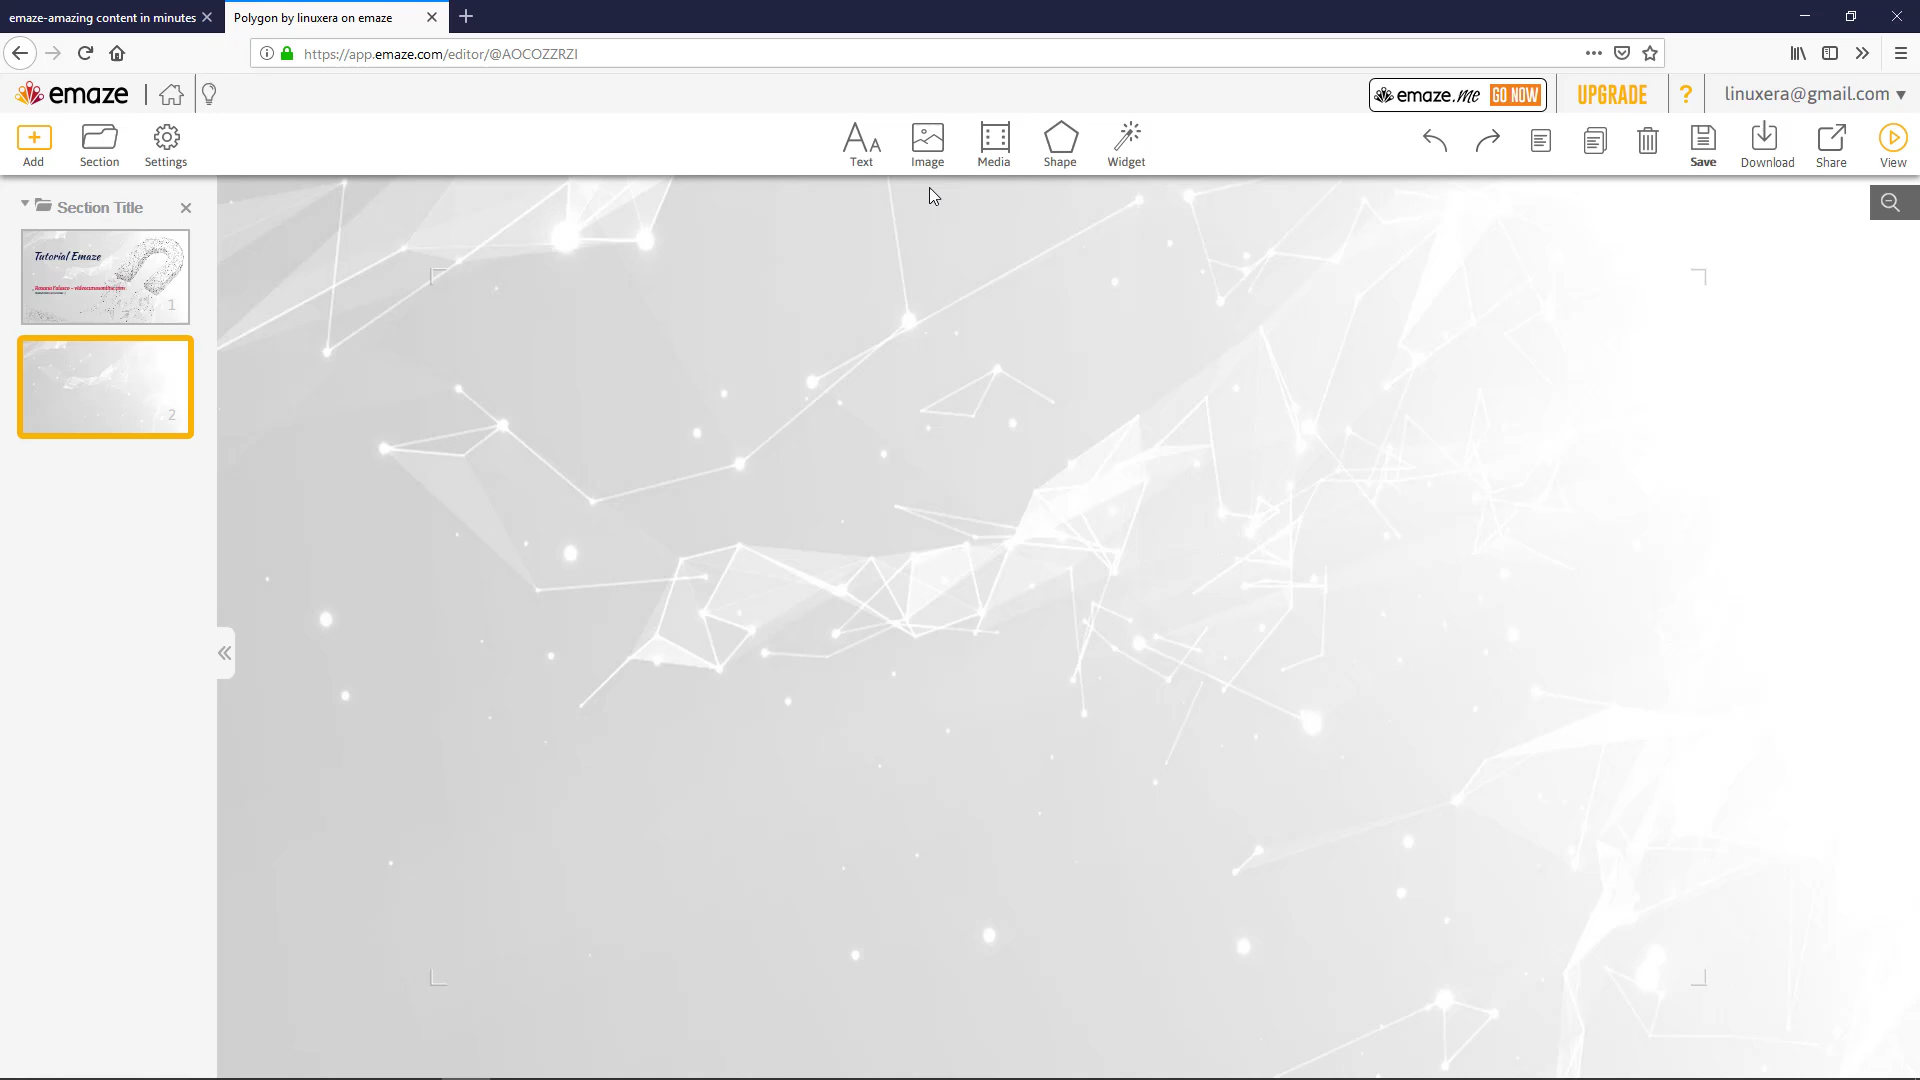 emaze-amazing content in minutes
Polygon by linuxera on emaze
https://app.emaze.com/editor/@AOCOZZRZI
emaze
emaze.me GO NOW
UPGRADE
?
linuxera@gmail.com
Add
Section
Settings
Text
Image
Media
Shape
Widget
Save
Download
Share
View
Section Title
Tutorial Emaze
1
2